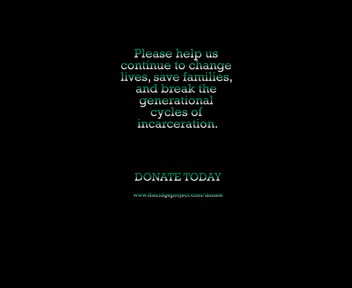 Please help us
continue to change
lives, save families,
and break the
generational
cycles of
incarceration.
DONATE TODAY
www.theridgeproject.com/donate